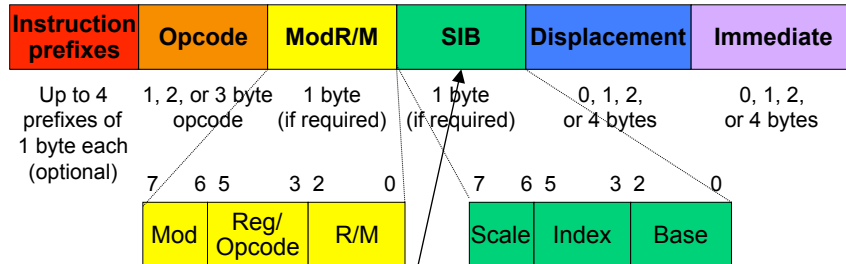 Instruction prefixes Opcode ModR/M SIB Displacement Immediate
Up to 4 prefixes of 1 byte each (optional)
1, 2, or 3 byte opcode
1 byte (if required)
1 byte (if required)
0, 1, 2, or 4 bytes
0, 1, 2, or 4 bytes
7 6 5 3 2 0
7 6 5 3 2 0
Mod Reg/Opcode R/M
Scale Index Base